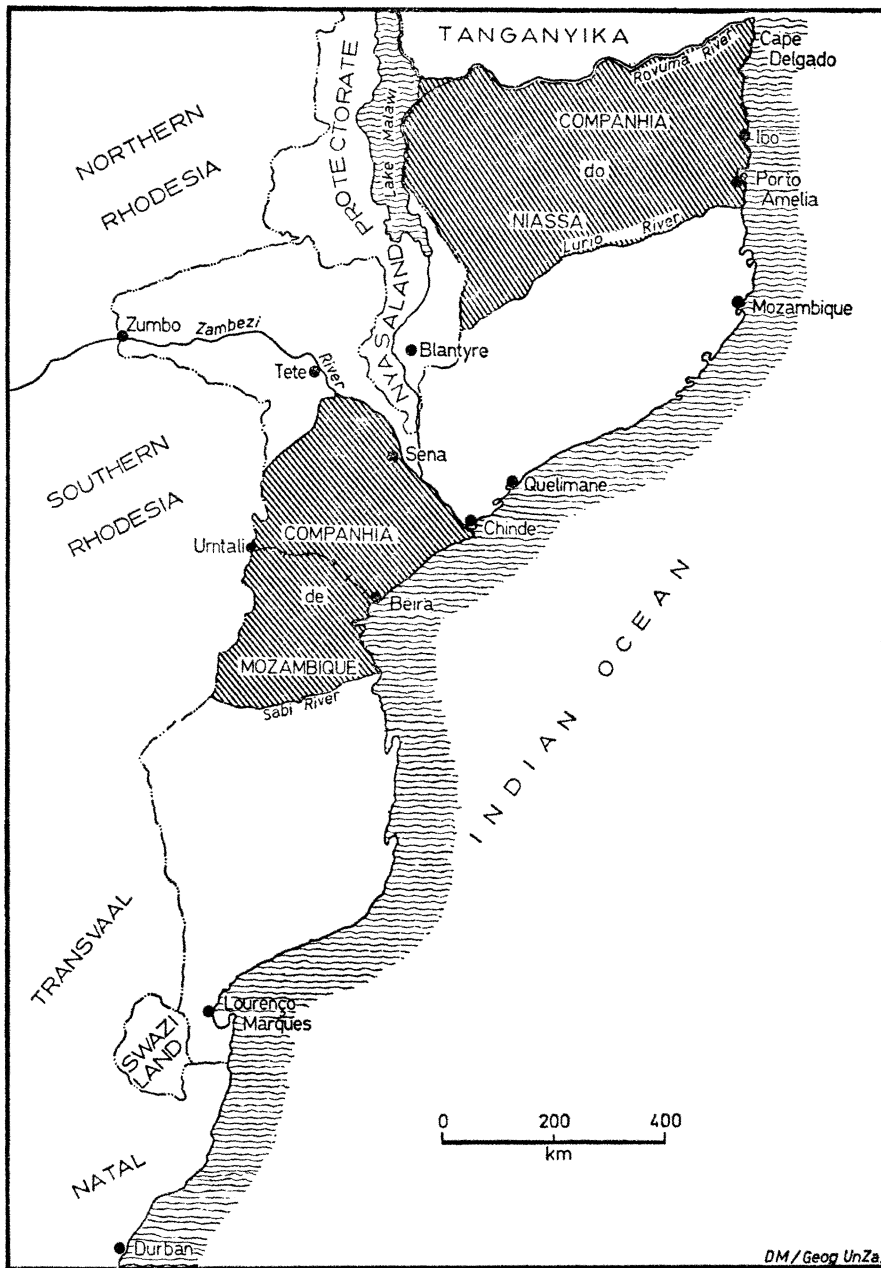 TANGANYIKA
Cape
Delgado
Rovuma River
NORTHERN
RHODESIA
PROTECTORATE
Lake Malawi
COMPANHIA
do
NIASSA
Ibo
Porto
Amelia
Lurio River
NYASALAND
Mozambique
Zumbo
Zambezi
River
Tete
Blantyre
SOUTHERN
RHODESIA
Sena
Quelimane
Chinde
Umtali
COMPANHIA
de
MOZAMBIQUE
Beira
Sabi River
INDIAN OCEAN
TRANSVAAL
Lourenço
Marques
SWAZI
LAND
NATAL
Durban
0 200 400
km
DM/Geog UnZa.